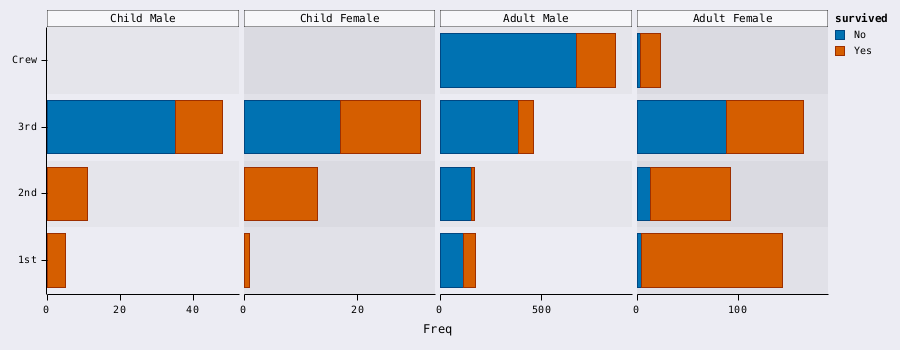 Child Male Child Female Adult Male Adult Female survived
No
Yes
Crew
3rd
2nd
1st
0 20 40 0 20 0 500 0 100
Freq